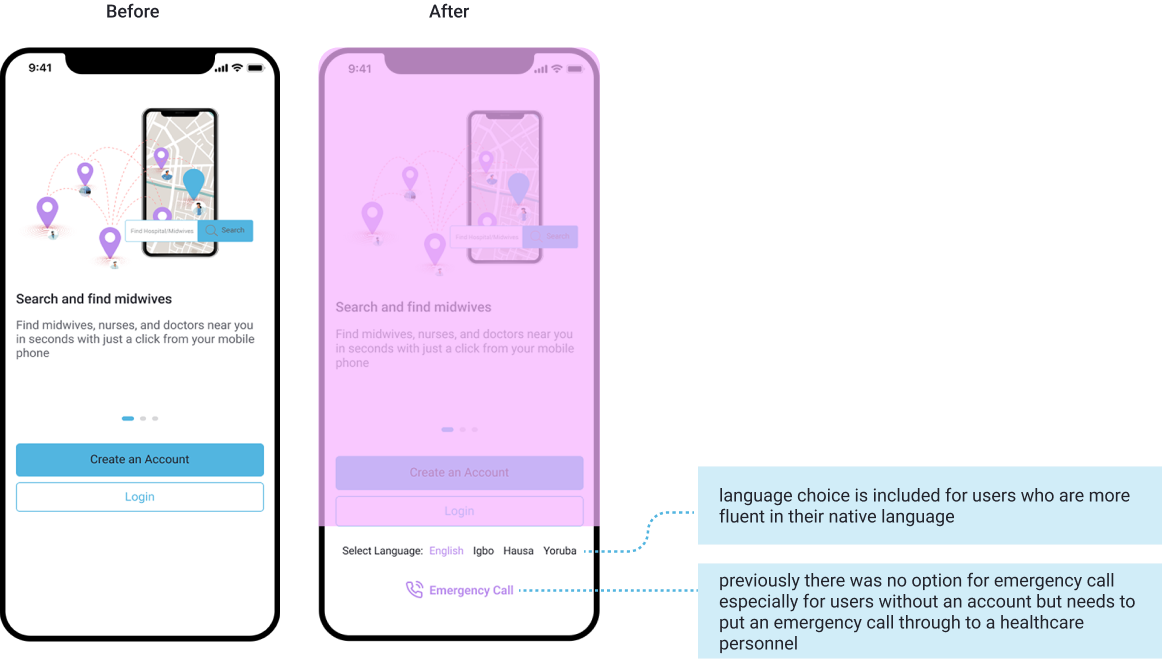 Before
After
9:41
Find Hospital/Midwives
Search
Search and find midwives
Find midwives, nurses, and doctors near you
in seconds with just a click from your mobile
phone
Create an Account
Login
9:41
Find Hospital/Midwives
Search
Search and find midwives
Find midwives, nurses, and doctors near you
in seconds with just a click from your mobile
phone
Create an Account
Login
Select Language: English Igbo Hausa Yoruba
Emergency Call
language choice is included for users who are more
fluent in their native language
previously there was no option for emergency call
especially for users without an account but needs to
put an emergency call through to a healthcare
personnel